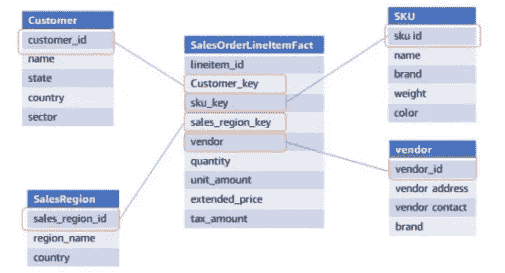 Customer
customer_id
name
state
country
sector
SalesOrderLineItemFact
lineitem_id
Customer_key
sku_key
sales_region_key
vendor
quantity
unit_amount
extended_price
tax_amount
SKU
sku id
name
brand
weight
color
vendor
vendor_id
vendor address
vendor contact
brand
SalesRegion
sales_region_id
region_name
country